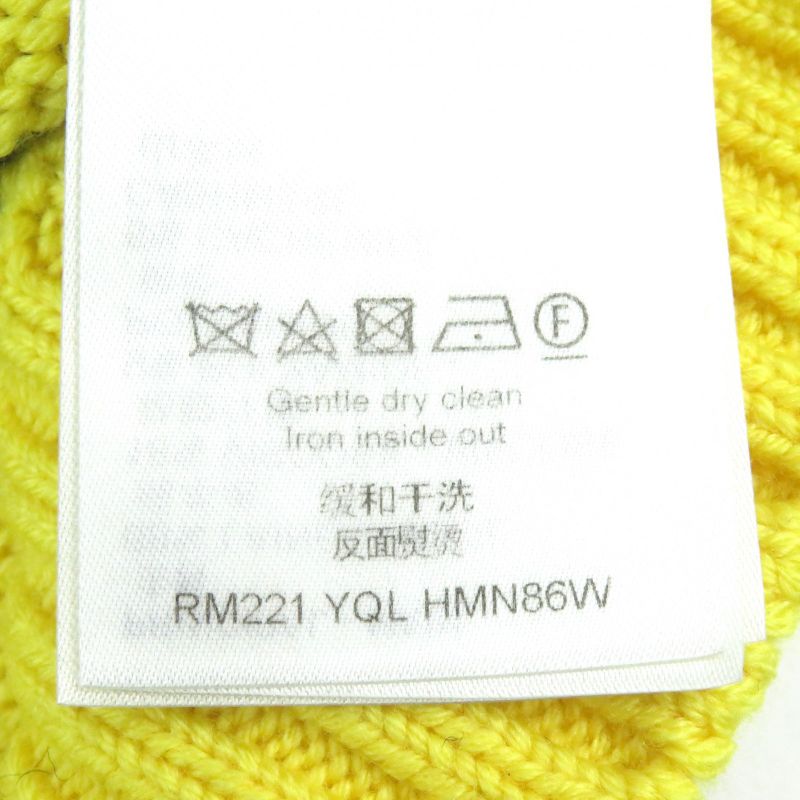 F
Gentle dry clean
Iron inside out
缓和干洗
反面熨烫
RM221 YQL HMN86W